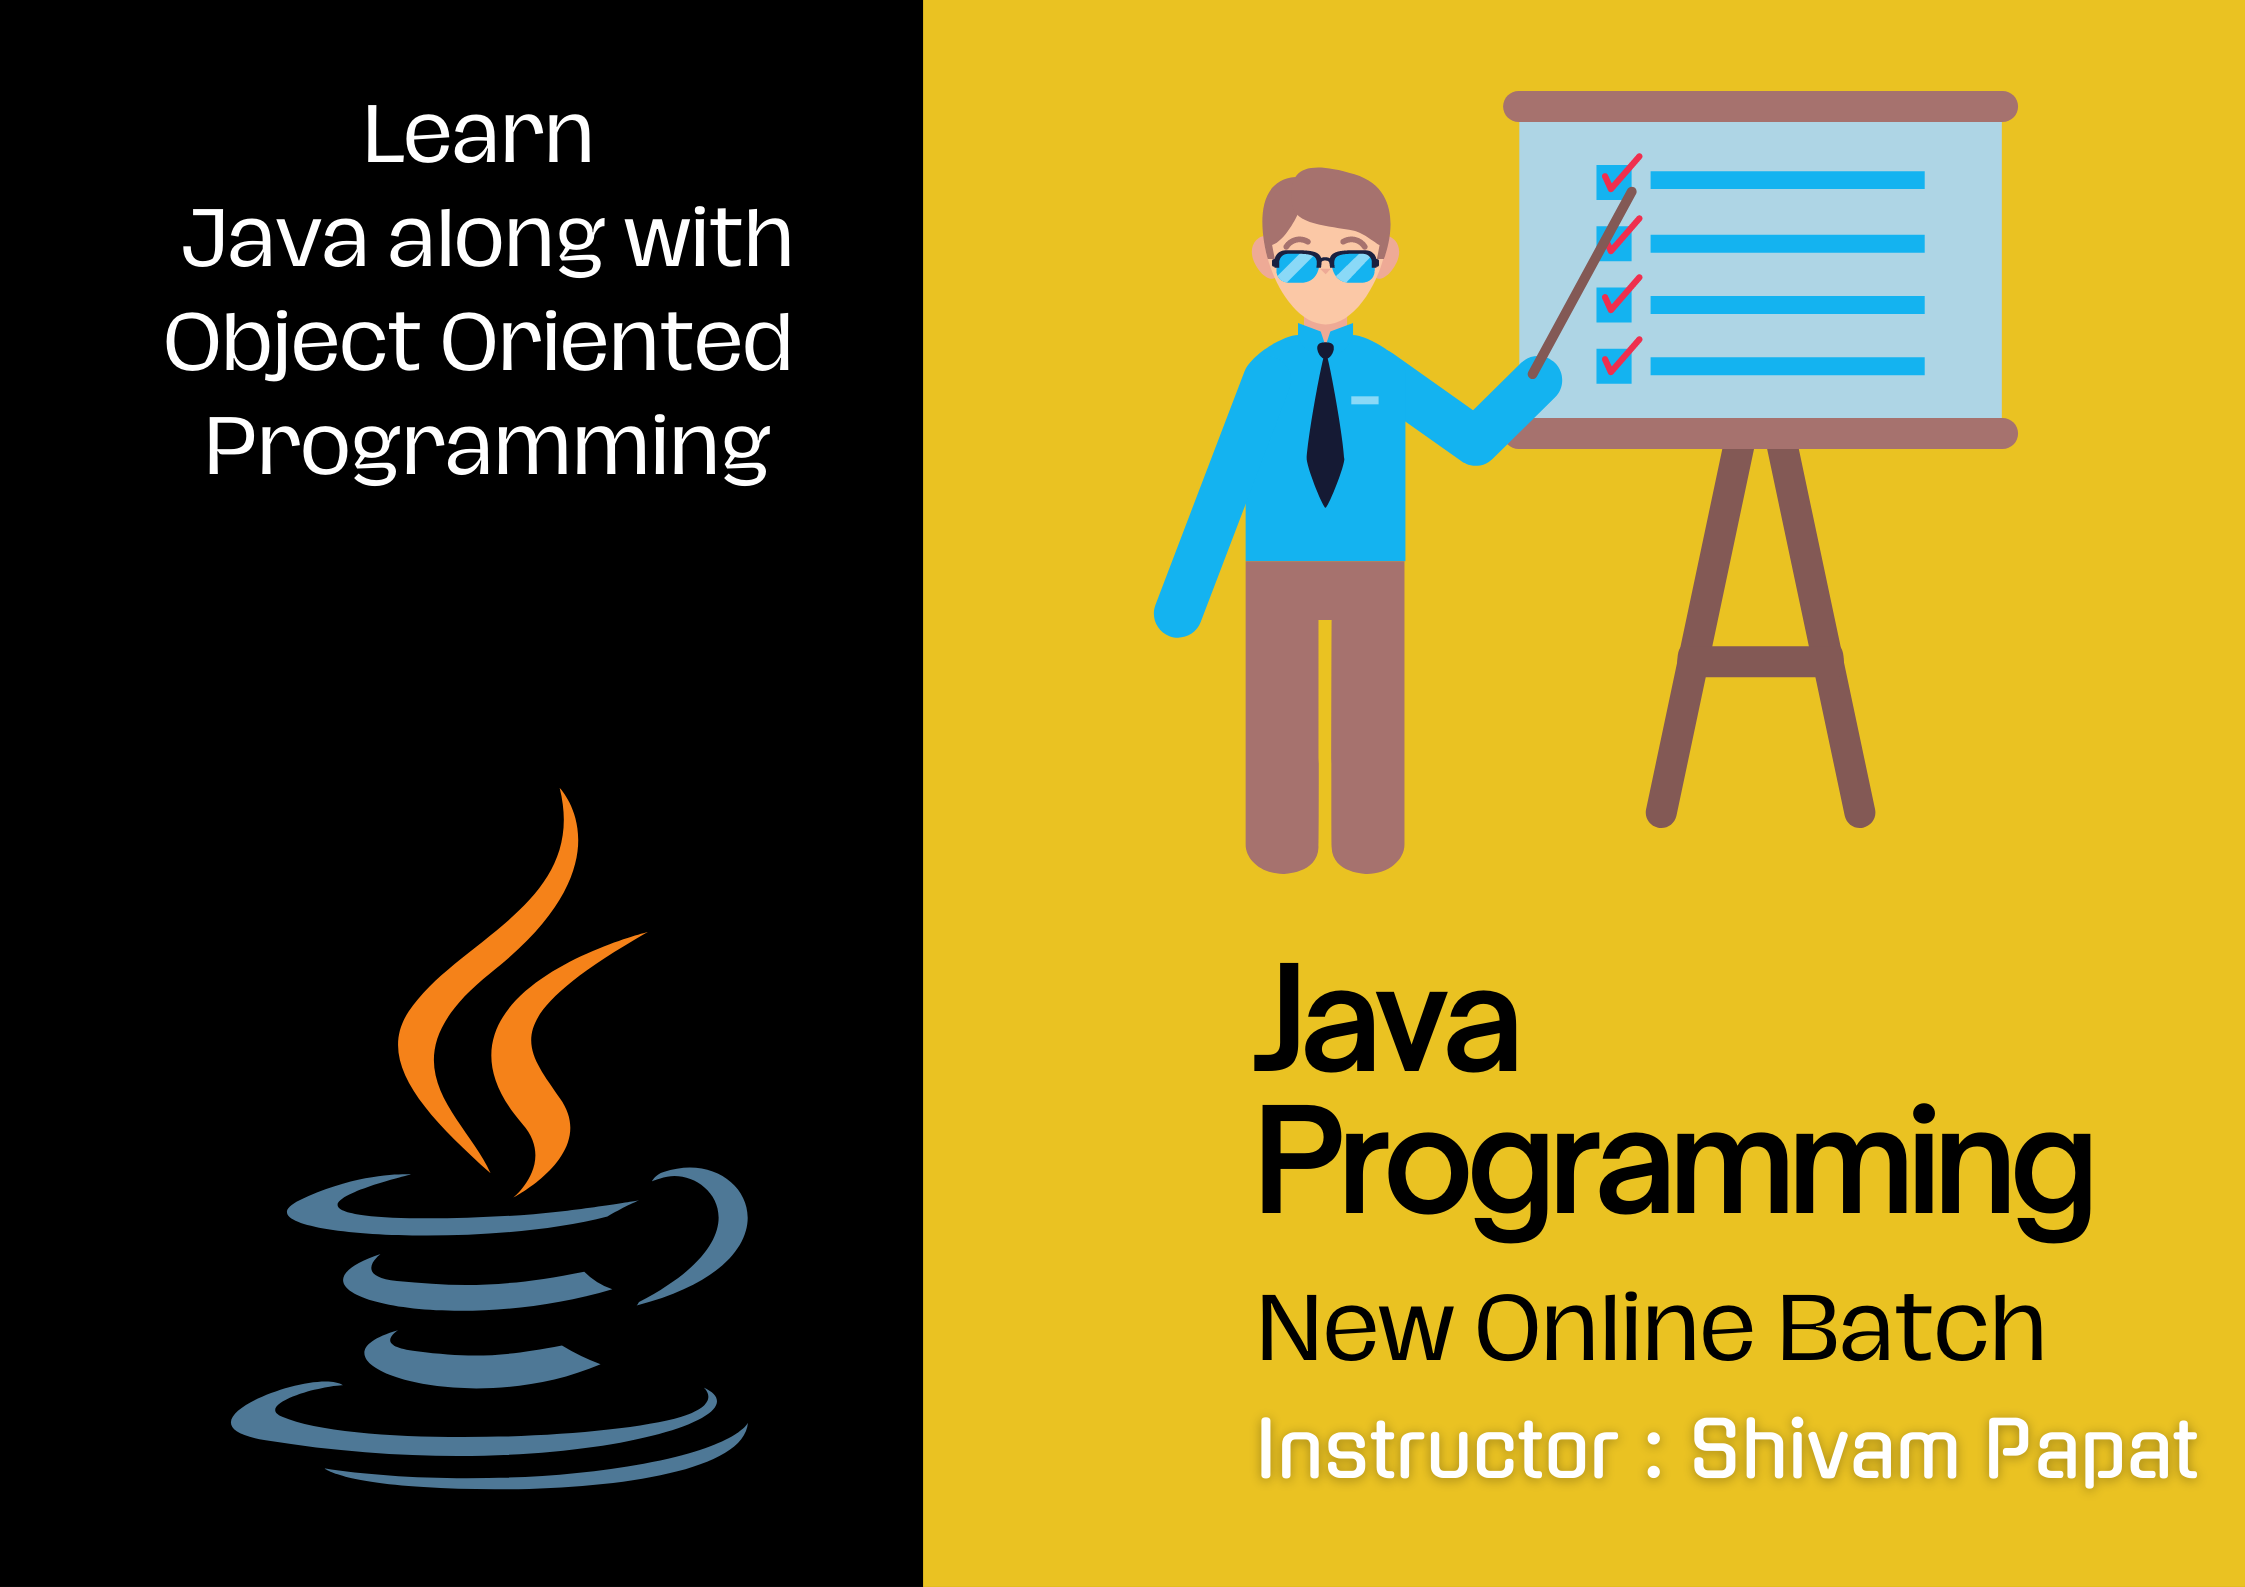 Learn
Java along with
Object Oriented
Programming
Java
Programming
New Online Batch
Instructor : Shivam Papat